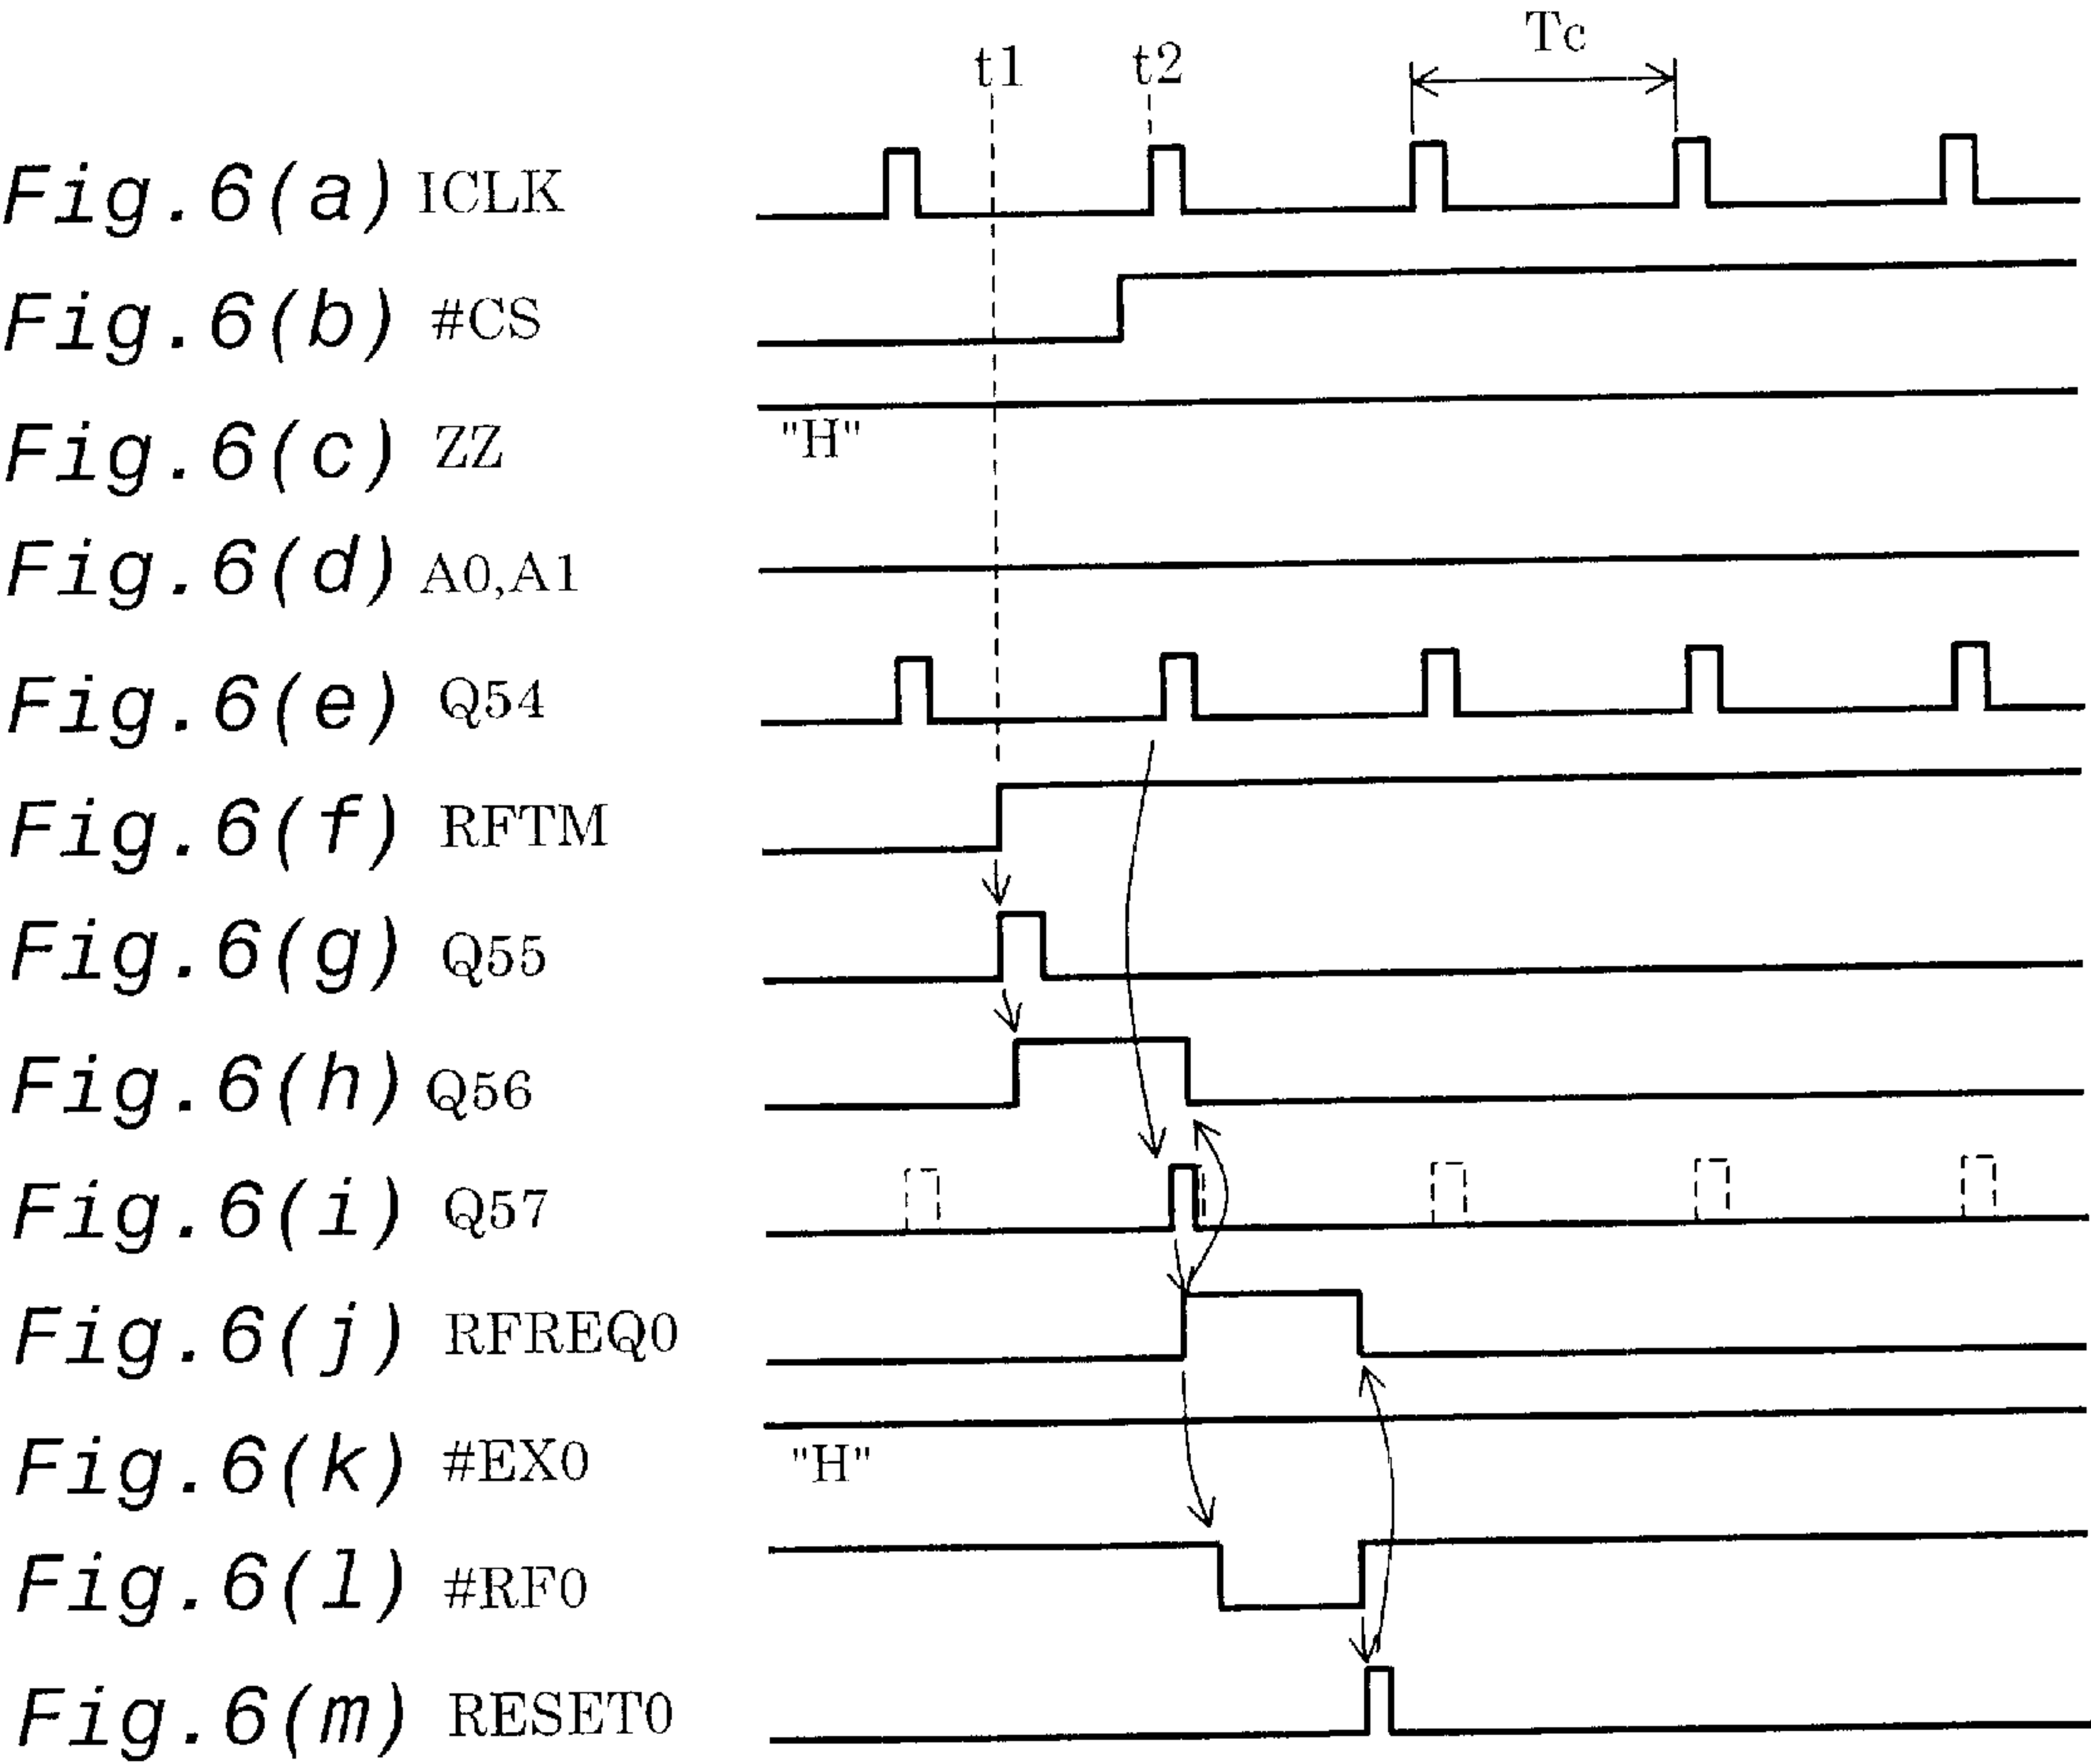 Tc
t1 t2
Fig.6(a) ICLK
Fig.6(b) #CS
Fig.6(c) ZZ "H"
Fig.6(d) A0,A1
Fig.6(e) Q54
Fig.6(f) RFTM
Fig.6(g) Q55
Fig.6(h) Q56
Fig.6(i) Q57
Fig.6(j) RFREQ0
Fig.6(k) #EX0 "H"
Fig.6(l) #RF0
Fig.6(m) RESET0